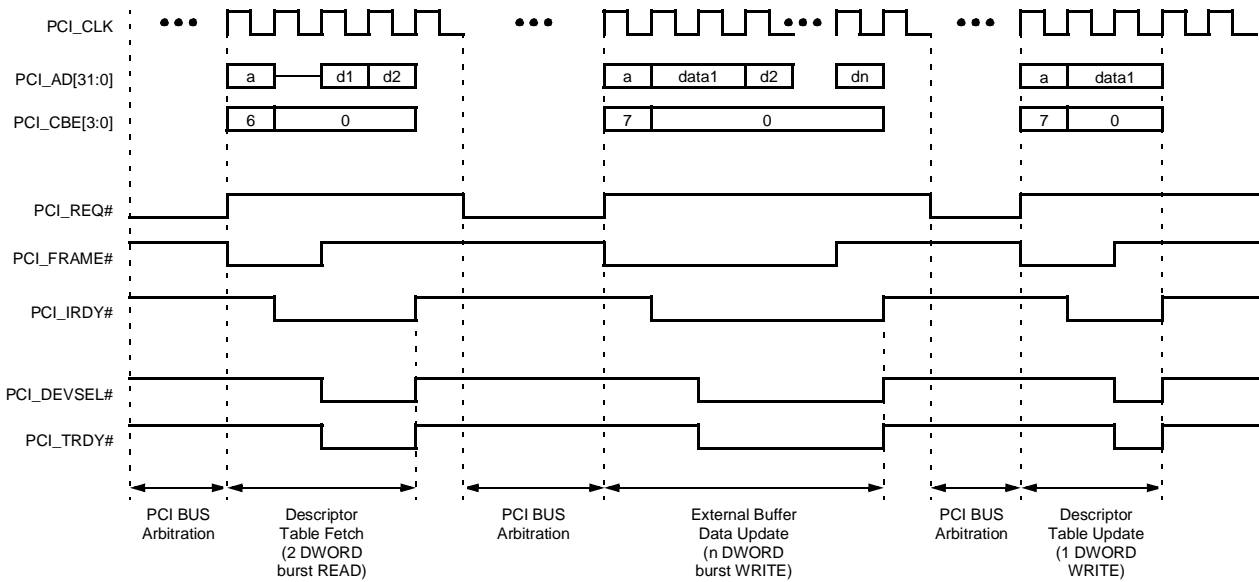 PCI_CLK
PCI_AD[31:0] a d1 d2 a data1 d2 dn a data1
PCI_CBE[3:0] 6 0 7 0 7 0
PCI_REQ#
PCI_FRAME#
PCI_IRDY#
PCI_DEVSEL#
PCI_TRDY#
PCI BUS
Arbitration
Descriptor
Table Fetch
(2 DWORD
burst READ)
PCI BUS
Arbitration
External Buffer
Data Update
(n DWORD
burst WRITE)
PCI BUS
Arbitration
Descriptor
Table Update
(1 DWORD
WRITE)